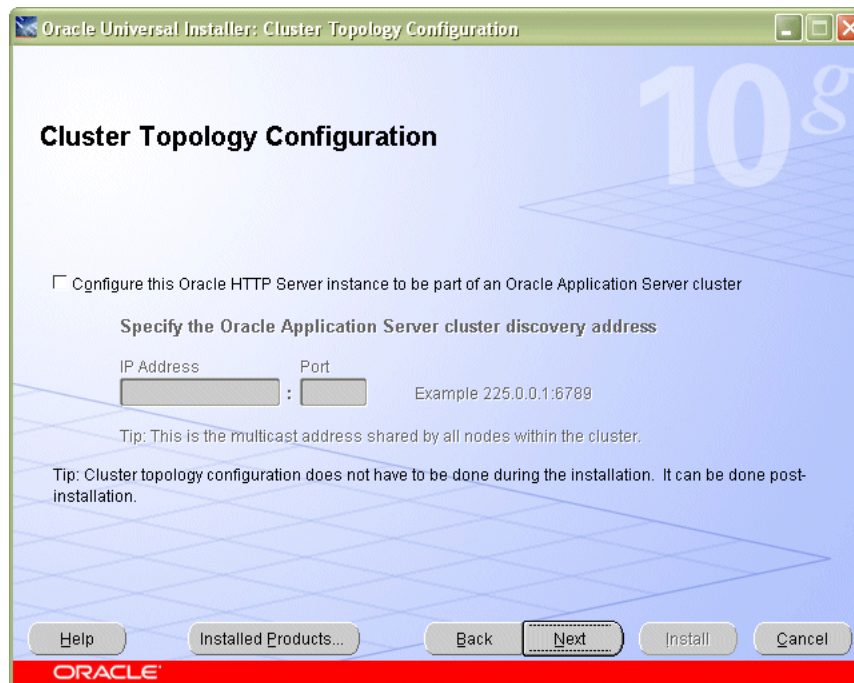 Oracle Universal Installer: Cluster Topology Configuration
10g
Cluster Topology Configuration
Configure this Oracle HTTP Server instance to be part of an Oracle Application Server cluster
Specify the Oracle Application Server cluster discovery address
IP Address Port
: Example 225.0.0.1:6789
Tip: This is the multicast address shared by all nodes within the cluster.
Tip: Cluster topology configuration does not have to be done during the installation. It can be done post-
installation.
Help Installed Products... Back Next Install Cancel
ORACLE